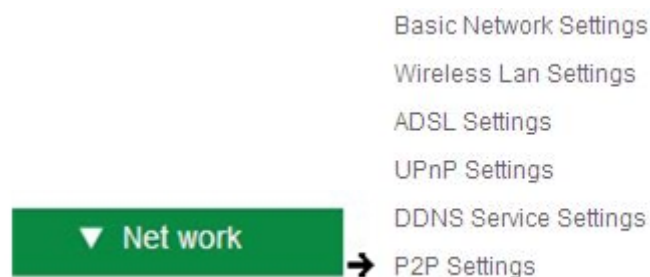 Basic Network Settings
Wireless Lan Settings
ADSL Settings
UPnP Settings
DDNS Service Settings
▼ Net work
➔ P2P Settings